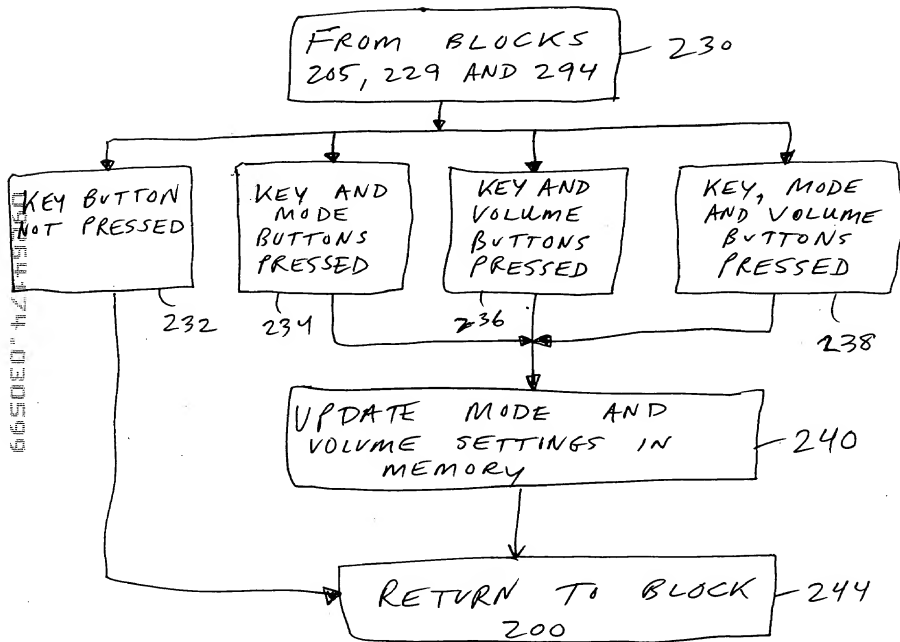 FROM BLOCKS
205, 229 AND 294
230
KEY BUTTON
NOT PRESSED
232
KEY AND
MODE
BUTTONS
PRESSED
234
KEY AND
VOLUME
BUTTONS
PRESSED
236
KEY, MODE
AND VOLUME
BUTTONS
PRESSED
238
UPDATE MODE AND
VOLUME SETTINGS IN
MEMORY
240
RETURN TO BLOCK
200
244